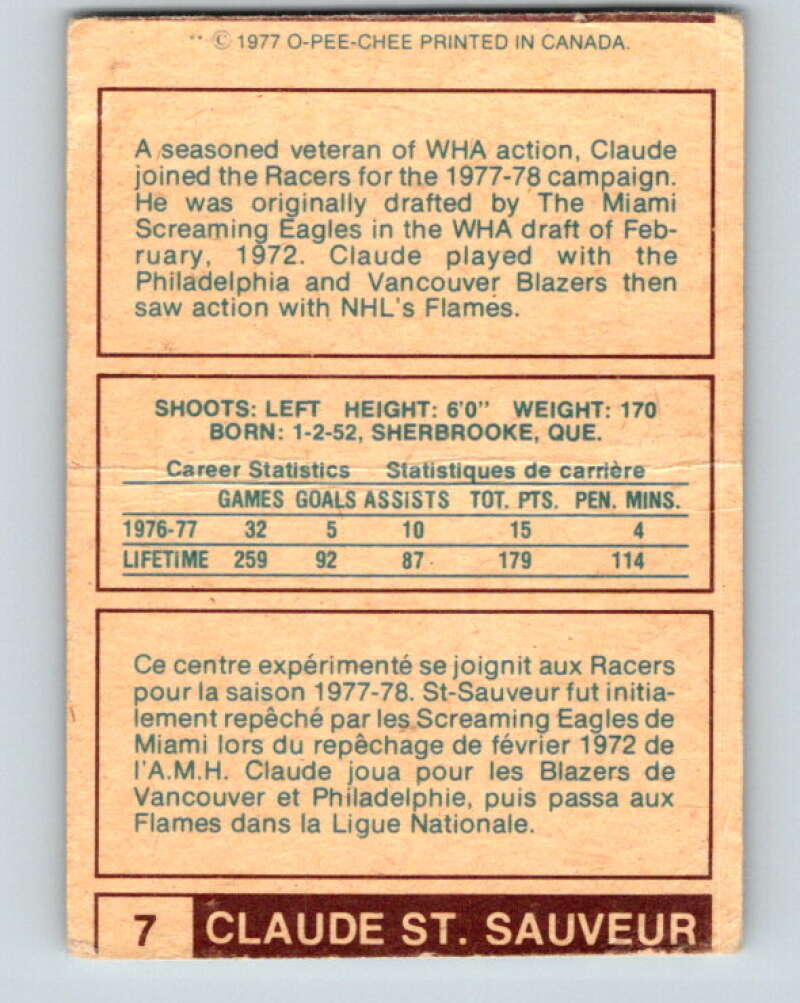 ** © 1977 O-PEE-CHEE PRINTED IN CANADA.
A seasoned veteran of WHA action, Claude
joined the Racers for the 1977-78 campaign.
He was originally drafted by The Miami
Screaming Eagles in the WHA draft of Feb-
ruary, 1972. Claude played with the
Philadelphia and Vancouver Blazers then
saw action with NHL's Flames.
SHOOTS: LEFT HEIGHT: 6'0" WEIGHT: 170
BORN: 1-2-52, SHERBROOKE, QUE.
Career Statistics Statistiques de carrière
GAMES GOALS ASSISTS TOT. PTS. PEN. MINS.
1976-77 32 5 10 15 4
LIFETIME 259 92 87 179 114
Ce centre expérimenté se joignit aux Racers
pour la saison 1977-78. St-Sauveur fut initia-
lement repêché par les Screaming Eagles de
Miami lors du repêchage de février 1972 de
l'A.M.H. Claude joua pour les Blazers de
Vancouver et Philadelphie, puis passa aux
Flames dans la Ligue Nationale.
7 CLAUDE ST. SAUVEUR